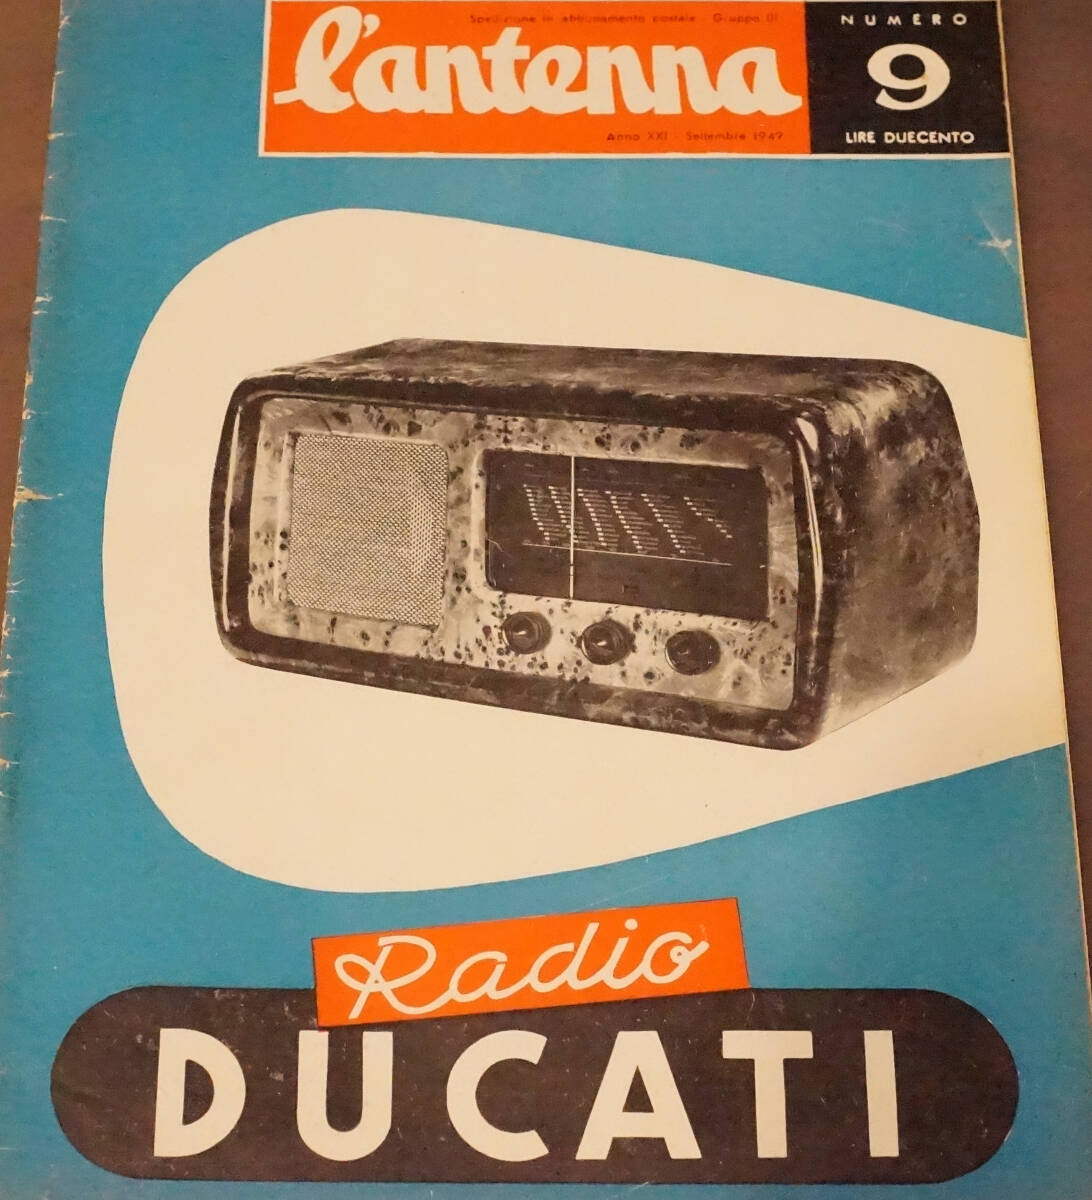 Spedizione in abbonamento postale - Gruppo III
l'antenna
Anno XXI - Settembre 1949
NUMERO
9
LIRE DUECENTO
Radio
DUCATI